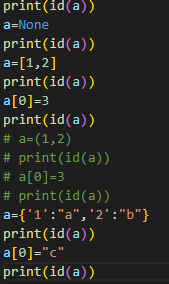 print(id(a))
a=None
print(id(a))
a=[1,2]
print(id(a))
a[0]=3
print(id(a))
# a=(1,2)
# print(id(a))
# a[0]=3
# print(id(a))
a={'1':"a",'2':"b"}
print(id(a))
a[0]="c"
print(id(a))